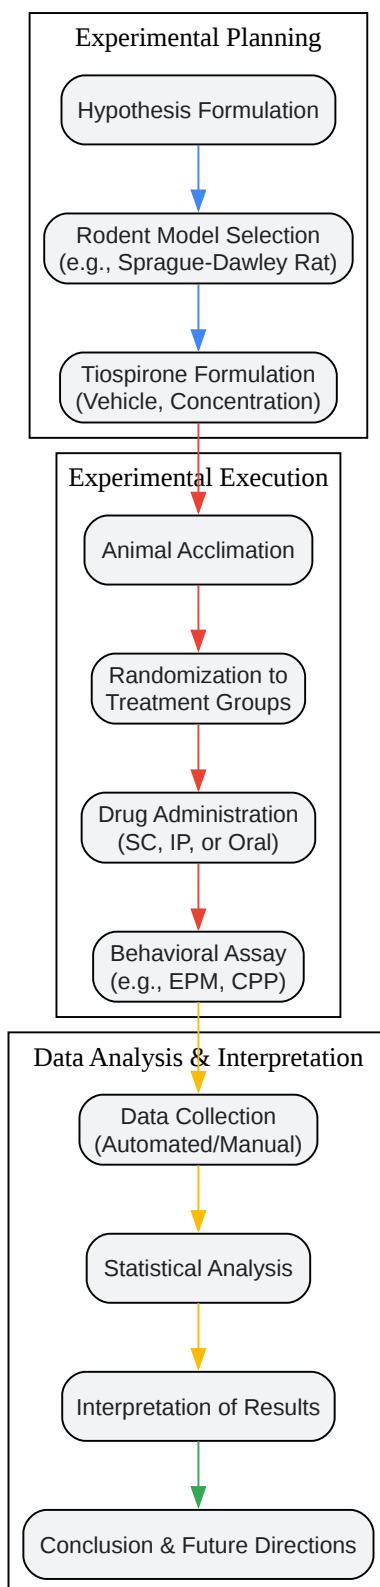 Experimental Planning
Hypothesis Formulation
Rodent Model Selection
(e.g., Sprague-Dawley Rat)
Tiospirone Formulation
(Vehicle, Concentration)
Experimental Execution
Animal Acclimation
Randomization to
Treatment Groups
Drug Administration
(SC, IP, or Oral)
Behavioral Assay
(e.g., EPM, CPP)
Data Analysis & Interpretation
Data Collection
(Automated/Manual)
Statistical Analysis
Interpretation of Results
Conclusion & Future Directions